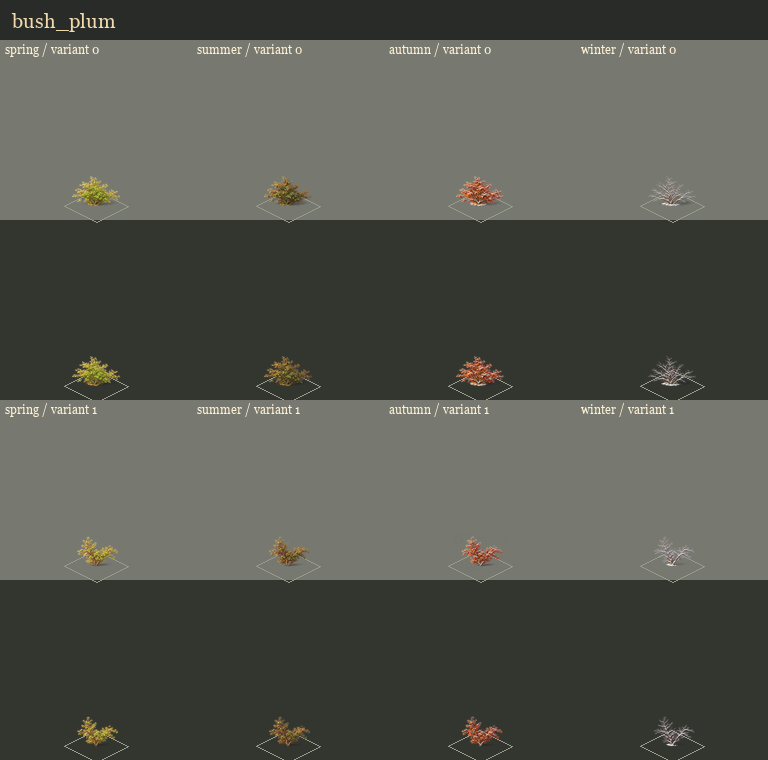 bush_plum
spring / variant 0
summer / variant 0
autumn / variant 0
winter / variant 0
spring / variant 1
summer / variant 1
autumn / variant 1
winter / variant 1